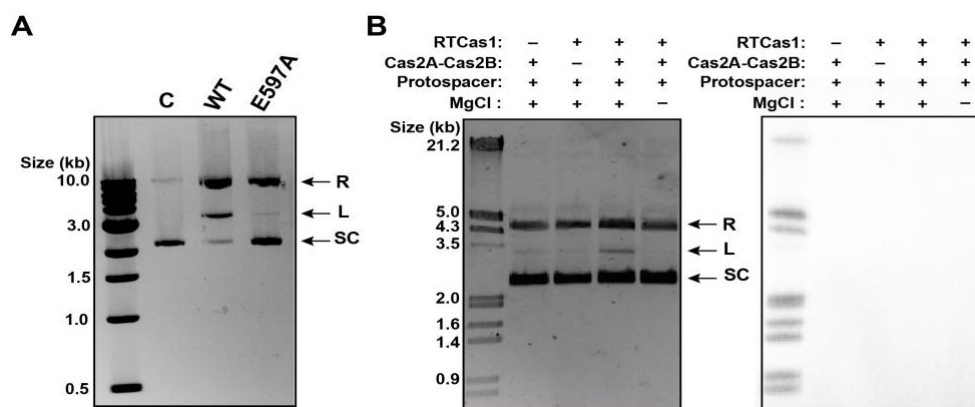 A
C WT E597A
Size (kb)
10.0
3.0
1.5
1.0
0.5
R
L
SC
B
RTCas1: – + + +
Cas2A-Cas2B: + – + +
Protospacer: + + + +
MgCl : + + + –
Size (kb)
21.2
5.0
4.3
3.5
2.0
1.6
1.4
0.9
R
L
SC
RTCas1: – + + +
Cas2A-Cas2B: + – + +
Protospacer: + + + +
MgCl : + + + –